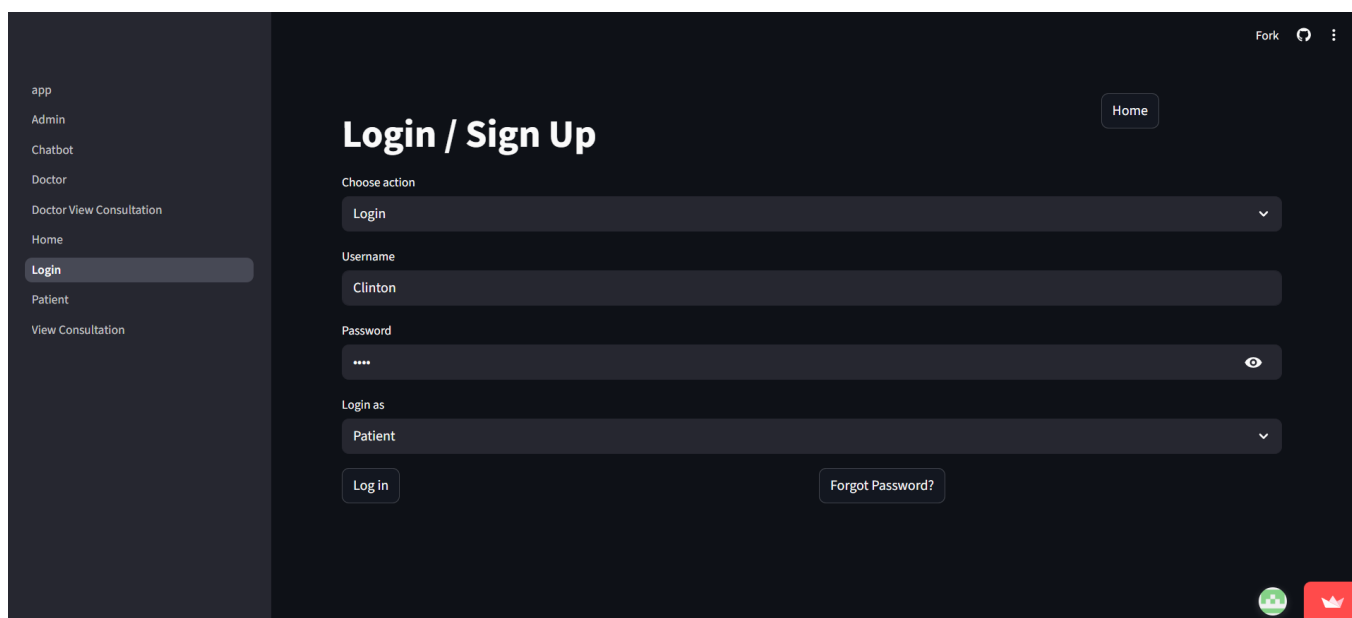 Fork
app
Admin
Chatbot
Doctor
Doctor View Consultation
Home
Login
Patient
View Consultation
Home
Login / Sign Up
Choose action
Login
Username
Clinton
Password
••••
Login as
Patient
Log in
Forgot Password?